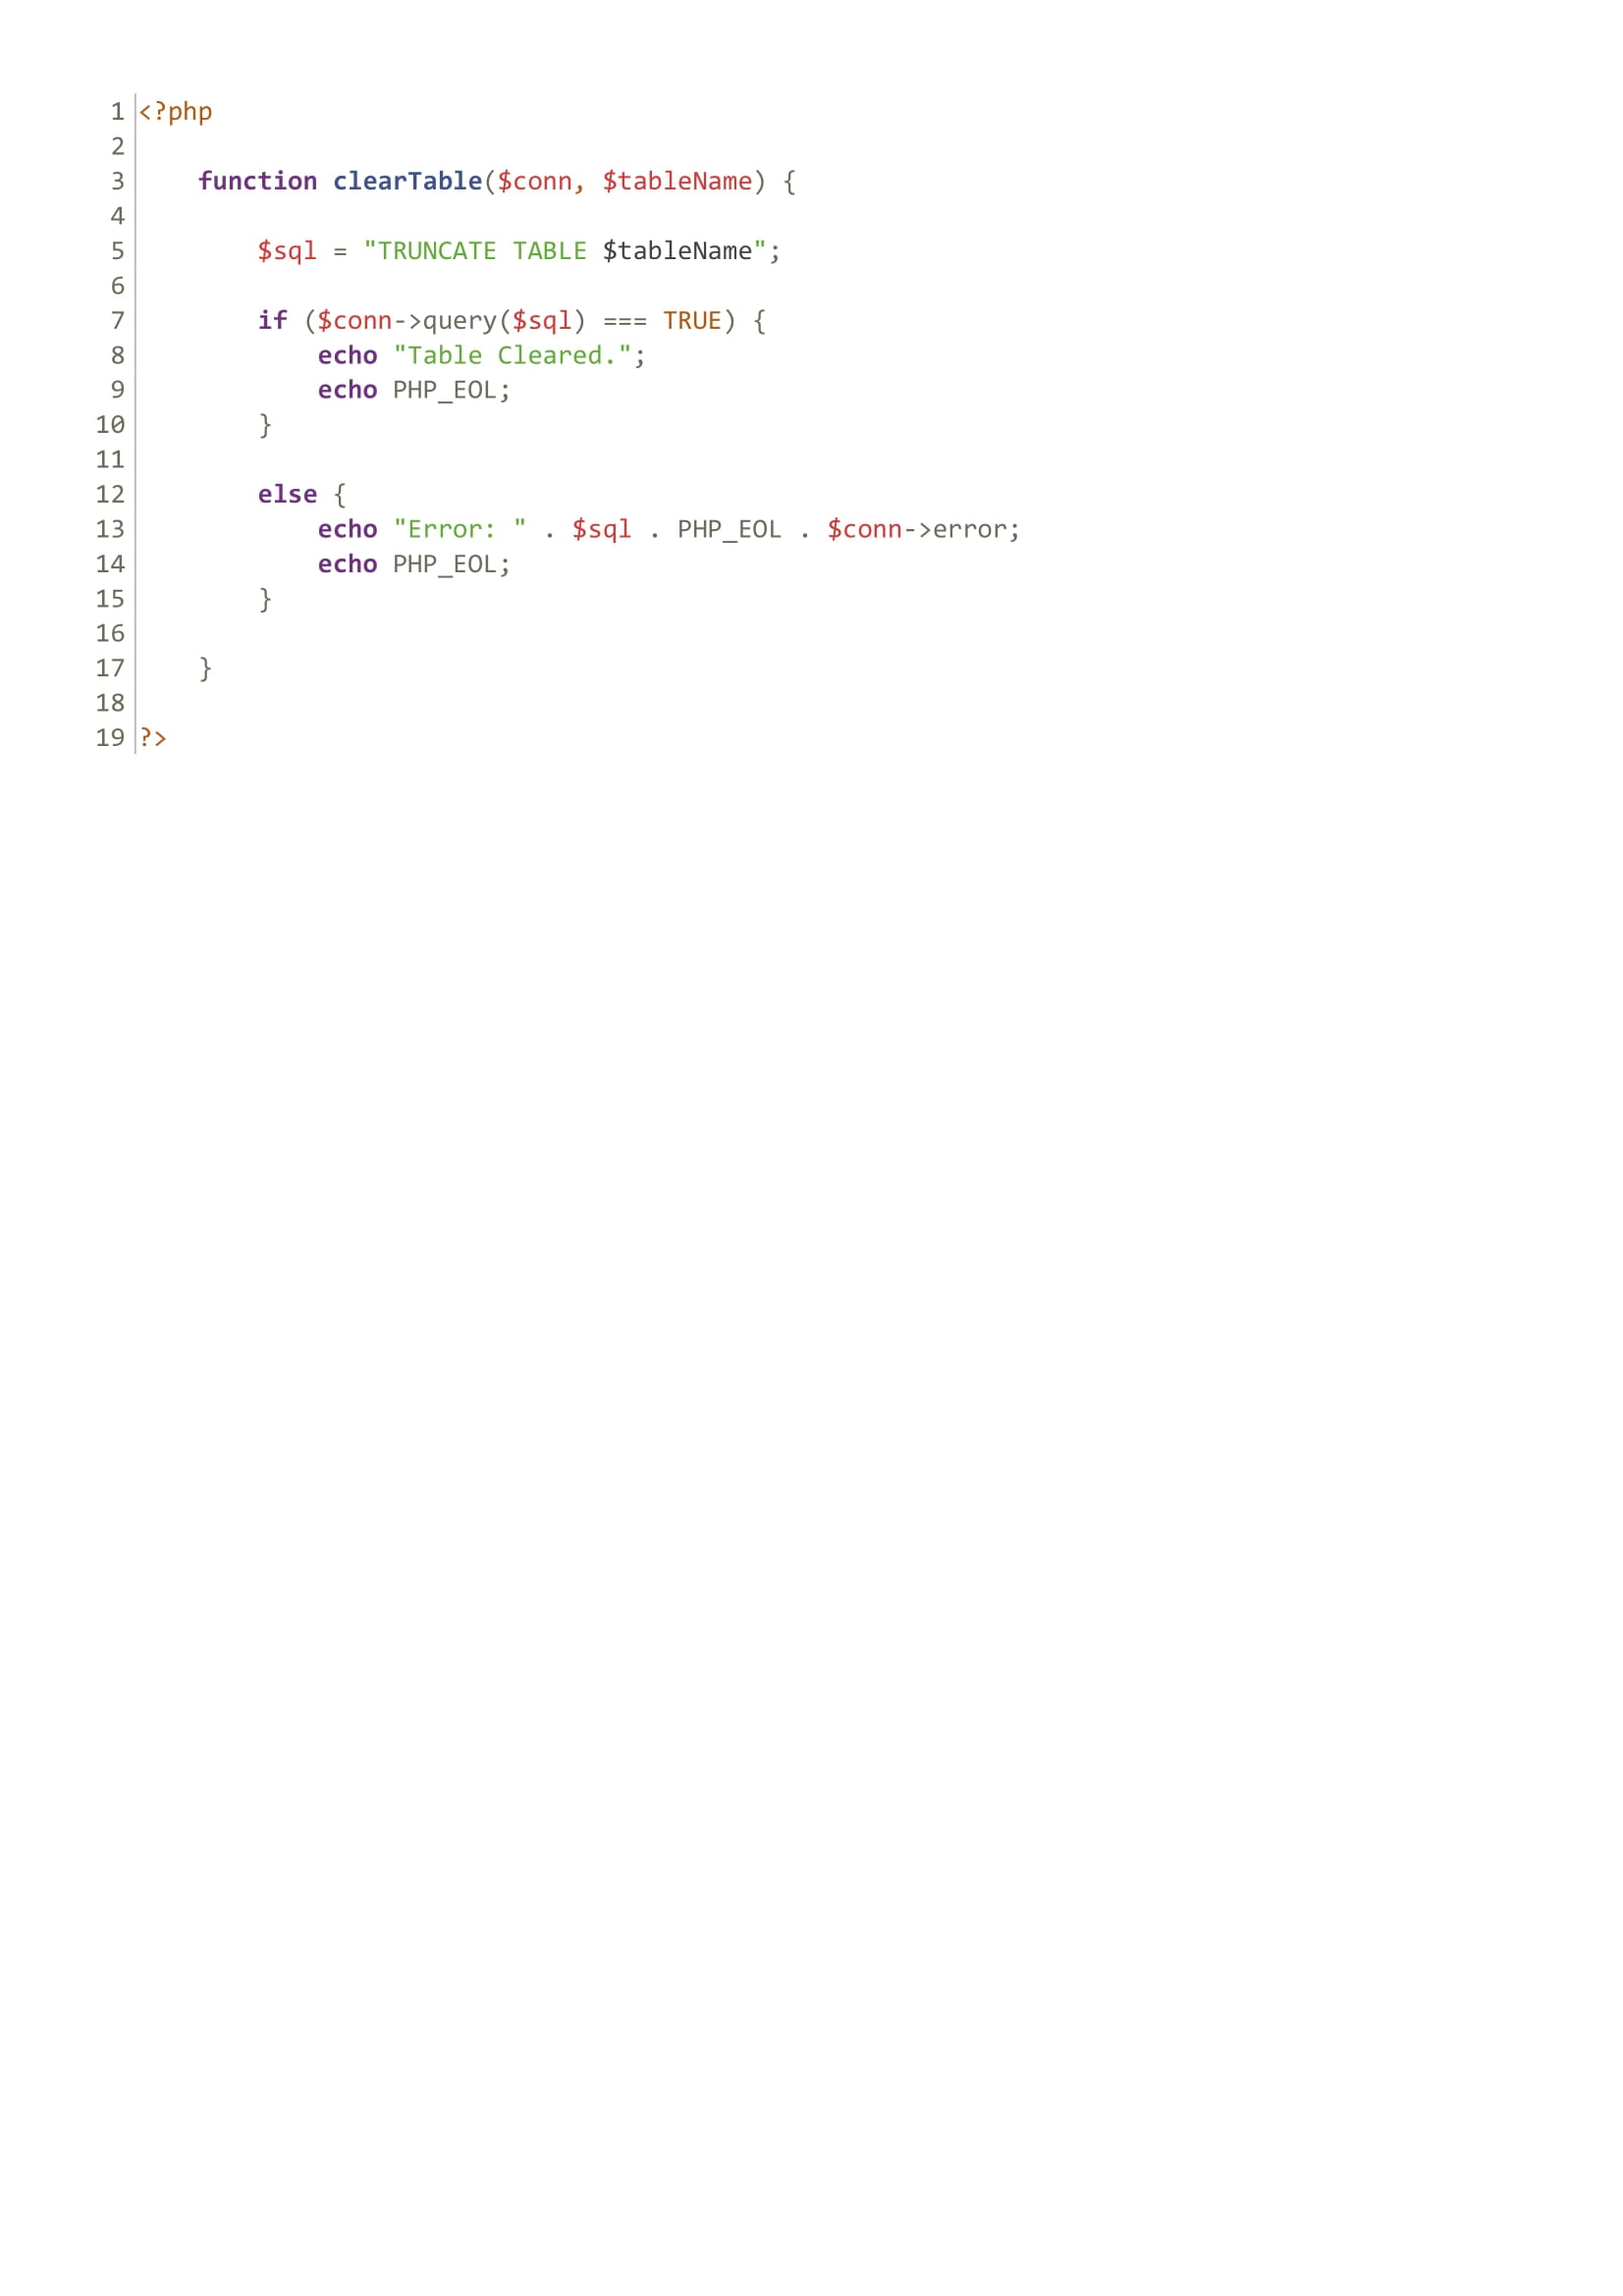 1 <?php
2
3     function clearTable($conn, $tableName) {
4
5         $sql = "TRUNCATE TABLE $tableName";
6
7         if ($conn->query($sql) === TRUE) {
8             echo "Table Cleared.";
9             echo PHP_EOL;
10         }
11
12         else {
13             echo "Error: " . $sql . PHP_EOL . $conn->error;
14             echo PHP_EOL;
15         }
16
17     }
18
19 ?>